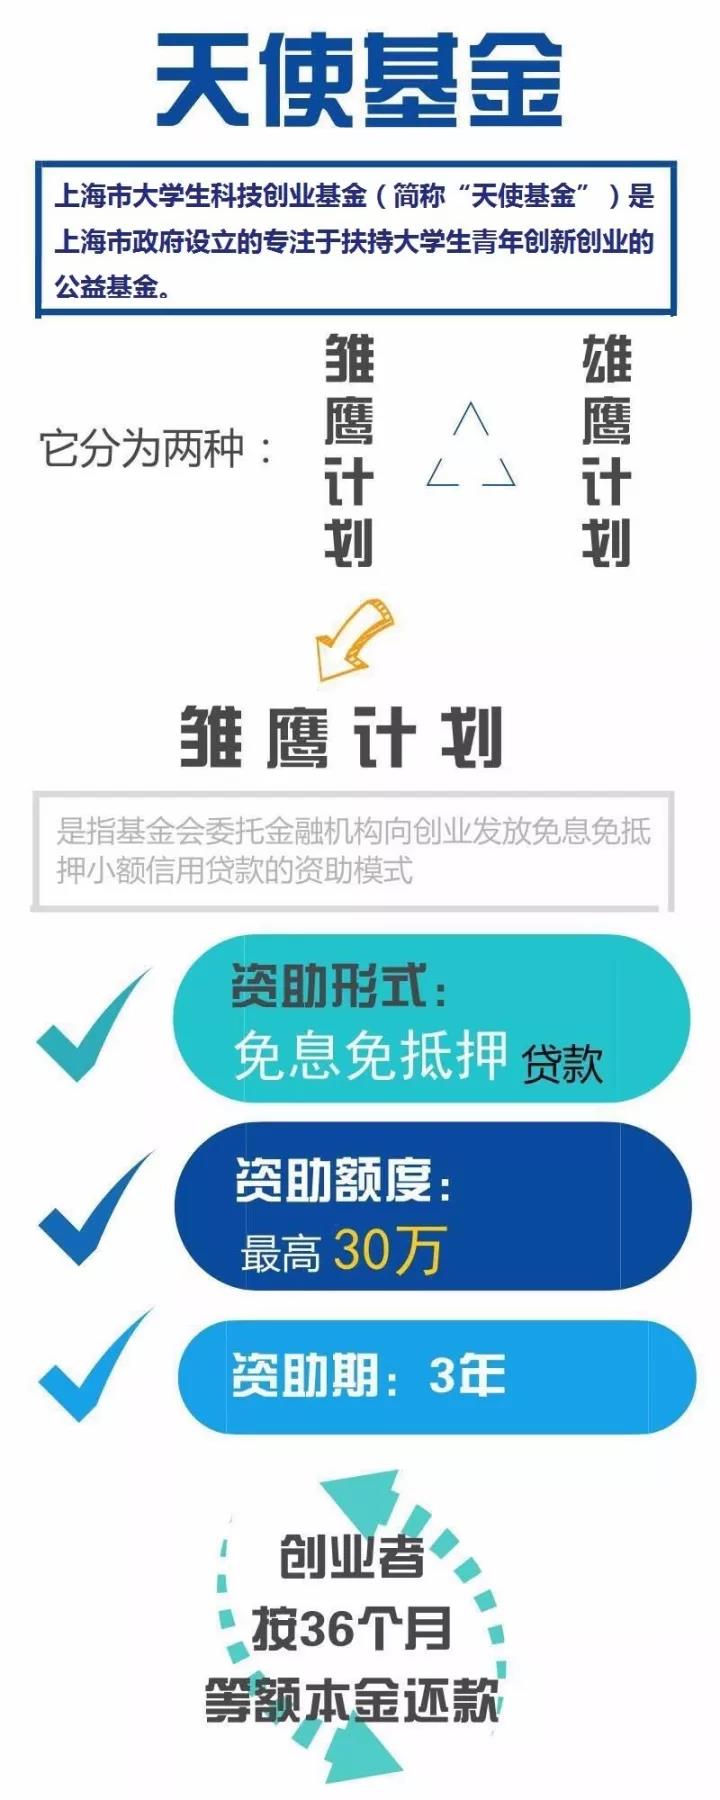 天使基金
上海市大学生科技创业基金（简称“天使基金”）是
上海市政府设立的专注于扶持大学生青年创新创业的
公益基金。
它分为两种：
雏鹰计划
雄鹰计划
雏鹰计划
是指基金会委托金融机构向创业发放免息免抵
押小额信用贷款的资助模式
资助形式：
免息免抵押 贷款
资助额度：
最高 30万
资助期：3年
创业者
按36个月
等额本金还款